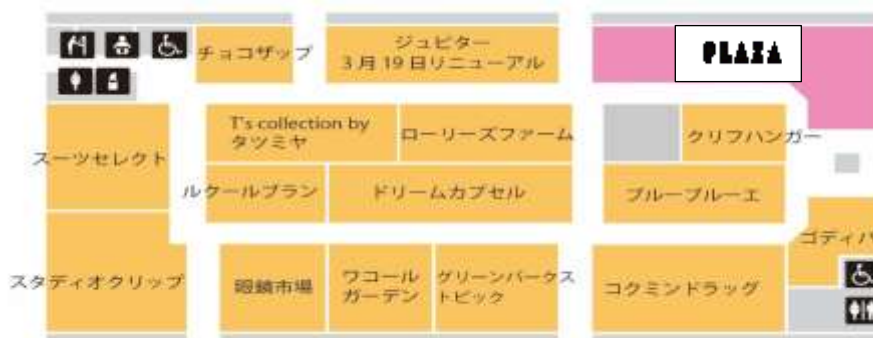 チョコザップ
ジュピター
3月19日リニューアル
PLAZA
T's collection by
タツミヤ
ローリーズファーム
クリフハンガー
スーツセレクト
ルクールブラン
ドリームカプセル
ブルーブルーエ
ゴディバ
スタディオクリップ
眼鏡市場
ワコール
ガーデン
グリーンパークス
トピック
コクミンドラッグ